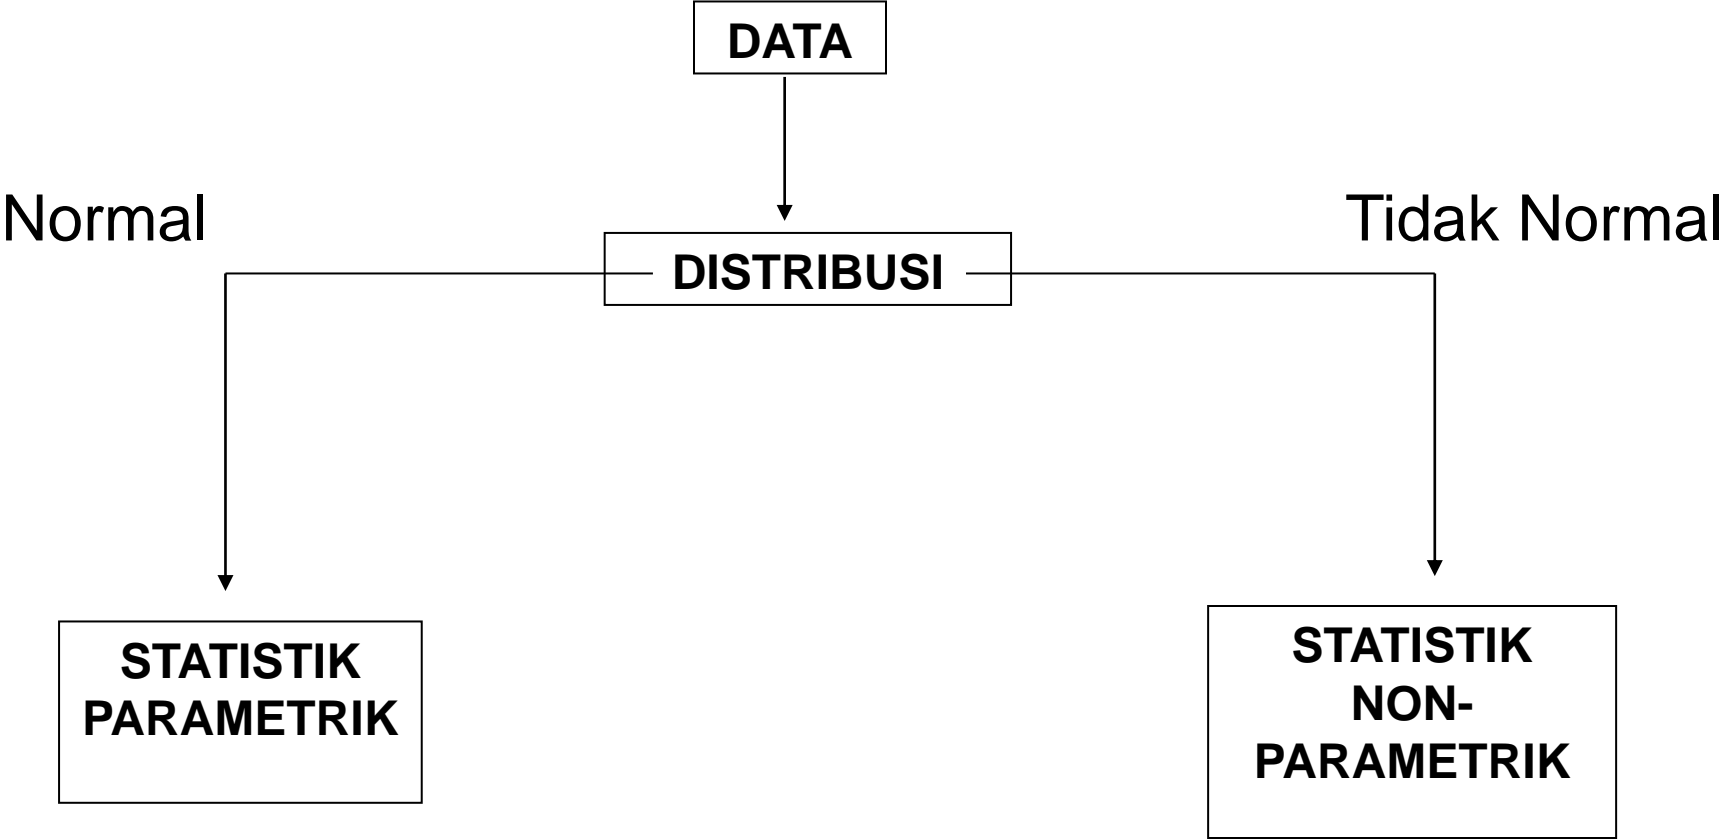 DATA
Normal
Tidak Normal
DISTRIBUSI
STATISTIK
PARAMETRIK
STATISTIK
NON-
PARAMETRIK